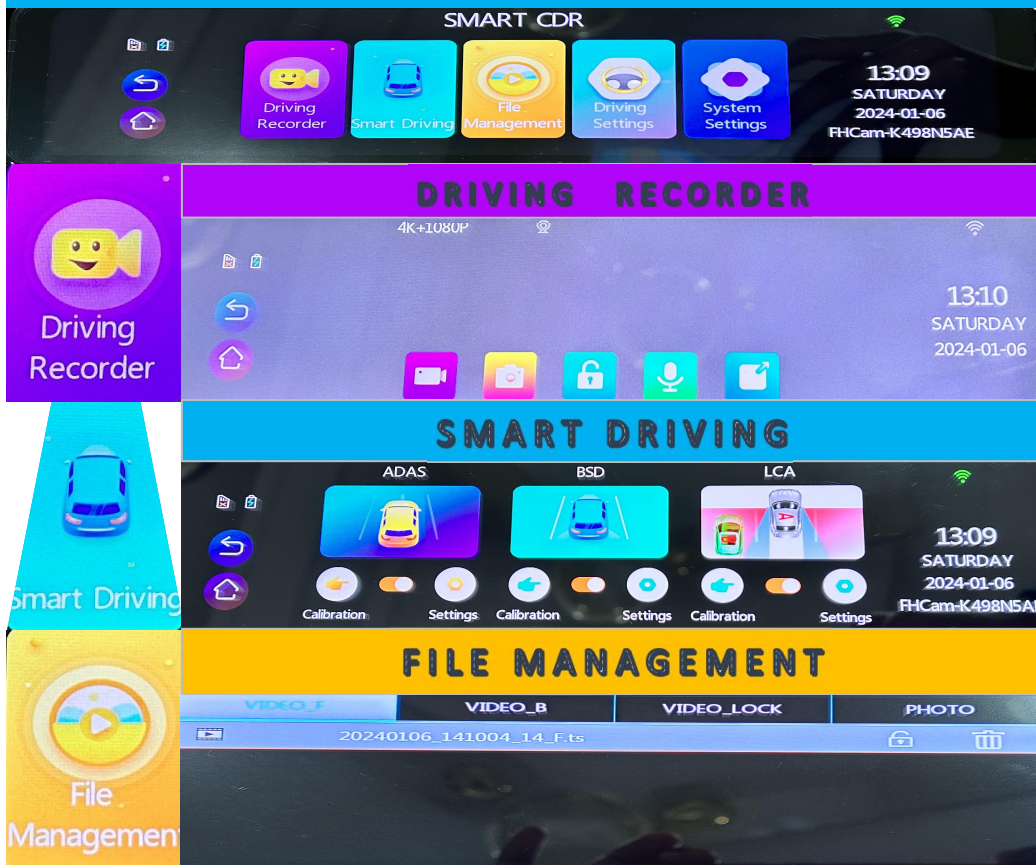 SMART CDR
Driving
Recorder
Smart Driving
File
Management
Driving
Settings
System
Settings
13:09
SATURDAY
2024-01-06
FHCam-K498N5AE
Driving
Recorder
DRIVING RECORDER
4K+1080P
13:10
SATURDAY
2024-01-06
Smart Driving
SMART DRIVING
ADAS
BSD
LCA
Calibration
Settings
Calibration
Settings
Calibration
Settings
13:09
SATURDAY
2024-01-06
FHCam-K498N5A
File
Managemen
FILE MANAGEMENT
VIDEO_F
VIDEO_B
VIDEO_LOCK
PHOTO
20240106_141004_14_F.ts